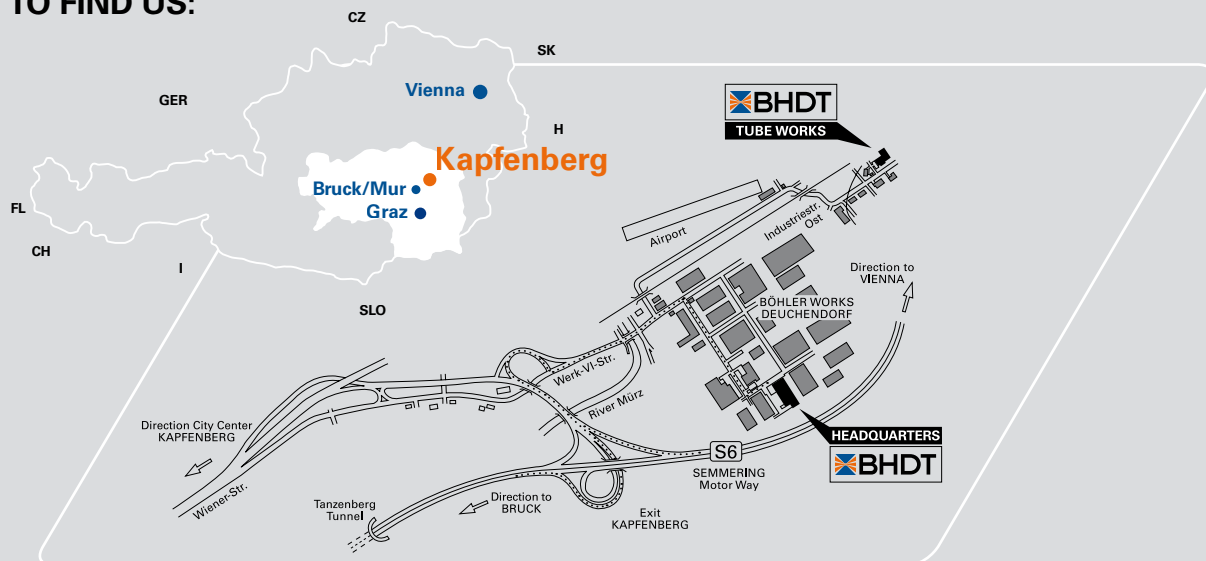 TO FIND US:
CZ
SK
GER
Vienna
H
BHDT
TUBE WORKS
Kapfenberg
Bruck/Mur
Graz
FL
CH
I
SLO
Airport
Industriestr.
Ost
Direction to
VIENNA
BÖHLER WORKS
DEUCHENDORF
Werk-VI-Str.
River Mürz
Direction City Center
KAPFENBERG
HEADQUARTERS
BHDT
S6
SEMMERING
Motor Way
Wiener-Str.
Tanzenberg
Tunnel
Direction to
BRUCK
Exit
KAPFENBERG